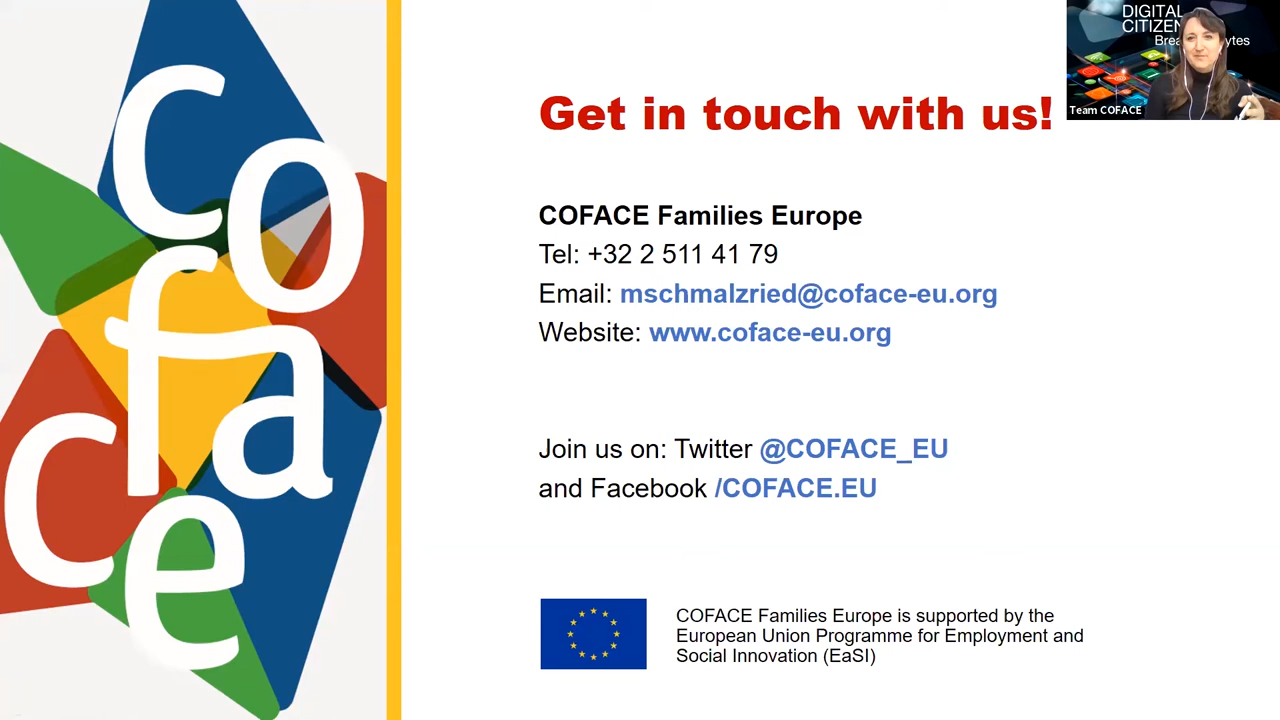 coface
Get in touch with us!
COFACE Families Europe
Tel: +32 2 511 41 79
Email: mschmalzried@coface-eu.org
Website: www.coface-eu.org
Join us on: Twitter @COFACE_EU
and Facebook /COFACE.EU
COFACE Families Europe is supported by the
European Union Programme for Employment and
Social Innovation (EaSI)
DIGITAL
Team COFACE